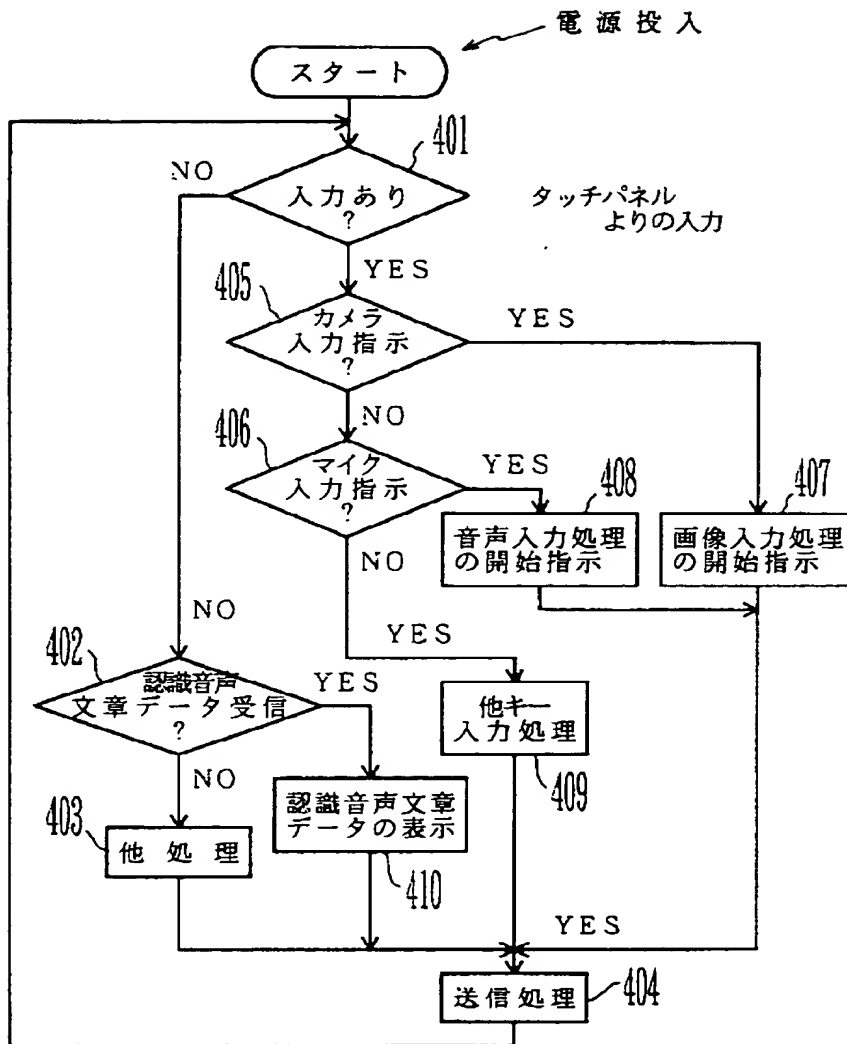 電源投入
スタート
401
NO
入力あり
?
タッチパネル
よりの入力
YES
405
カメラ
入力指示
?
YES
NO
406
マイク
入力指示
?
YES
408
407
音声入力処理
の開始指示
画像入力処理
の開始指示
NO
NO
YES
402
認識音声
文章データ受信
?
YES
他キー
入力処理
409
NO
403
他処理
認識音声文章
データの表示
410
YES
送信処理
404